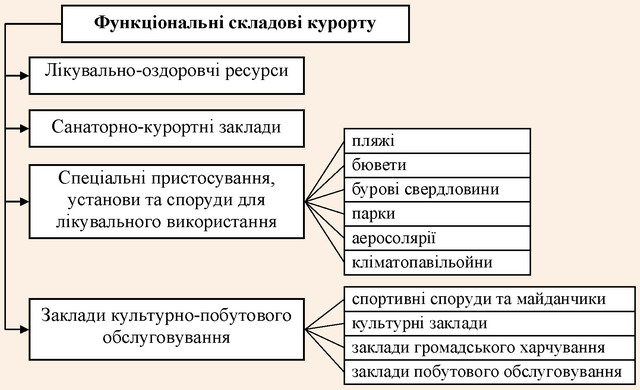 Функціональні складові курорту
Лікувально-оздоровчі ресурси
Санаторно-курортні заклади
Спеціальні пристосування,
установи та споруди для
лікувального використання
пляжі
бювети
бурові свердловини
парки
аеросолярії
кліматопавільойни
Заклади культурно-побутового
обслуговування
спортивні споруди та майданчики
культурні заклади
заклади громадського харчування
заклади побутового обслуговування